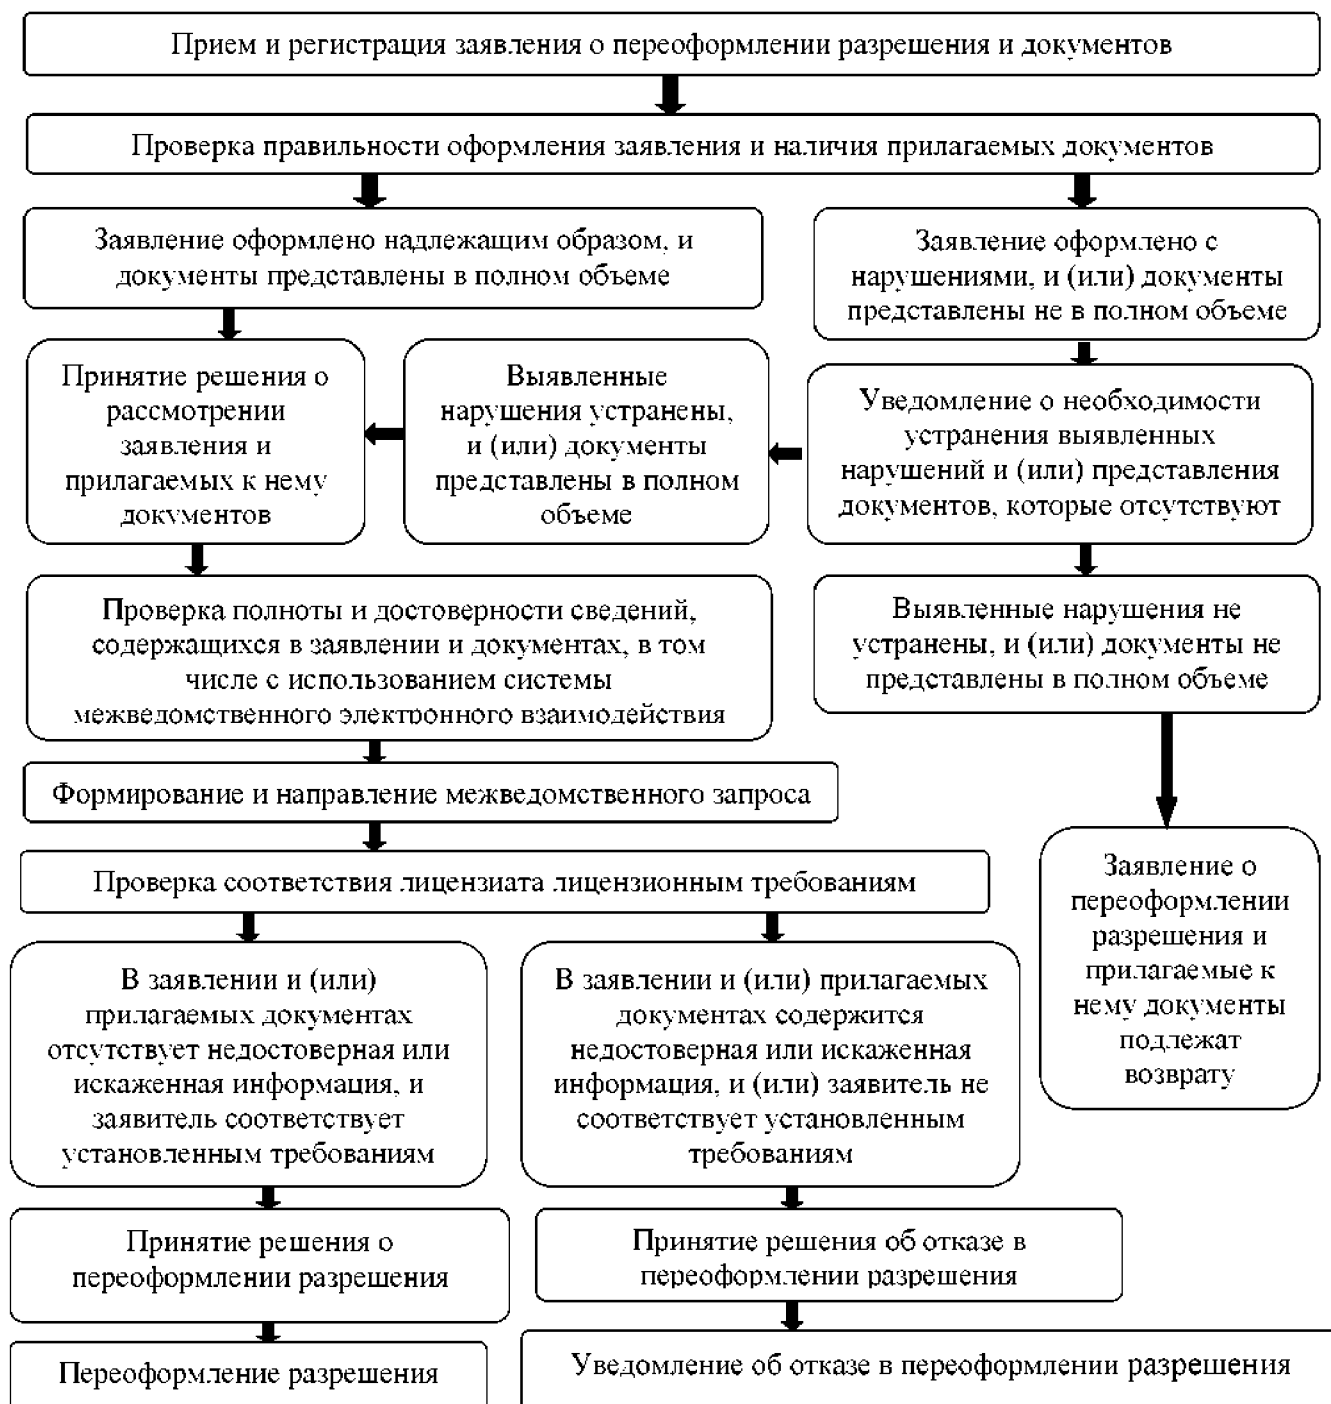 Прием и регистрация заявления о переоформлении разрешения и документов
Проверка правильности оформления заявления и наличия прилагаемых документов
Заявление оформлено надлежащим образом, и
документы представлены в полном объеме
Заявление оформлено с
нарушениями, и (или) документы
представлены не в полном объеме
Принятие решения о
рассмотрении
заявления и
прилагаемых к нему
документов
Выявленные
нарушения устранены,
и (или) документы
представлены в полном
объеме
Уведомление о необходимости
устранения выявленных
нарушений и (или) представления
документов, которые отсутствуют
Проверка полноты и достоверности сведений,
содержащихся в заявлении и документах, в том
числе с использованием системы
межведомственного электронного взаимодействия
Выявленные нарушения не
устранены, и (или) документы не
представлены в полном объеме
Формирование и направление межведомственного запроса
Проверка соответствия лицензиата лицензионным требованиям
Заявление о
переоформлении
разрешения и
прилагаемые к
нему документы
подлежат
возврату
В заявлении и (или)
прилагаемых документах
отсутствует недостоверная или
искаженная информация, и
заявитель соответствует
установленным требованиям
В заявлении и (или) прилагаемых
документах содержится
недостоверная или искаженная
информация, и (или) заявитель не
соответствует установленным
требованиям
Принятие решения о
переоформлении разрешения
Принятие решения об отказе в
переоформлении разрешения
Переоформление разрешения
Уведомление об отказе в переоформлении разрешения